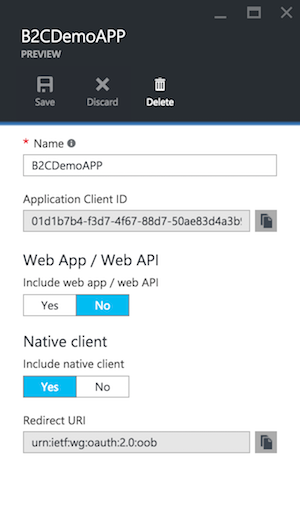 B2CDemoAPP
PREVIEW
Save Discard Delete
* Name
B2CDemoAPP
Application Client ID
01d1b7b4-f3d7-4f67-88d7-50ae83d4a3b
Web App / Web API
Include web app / web API
Yes No
Native client
Include native client
Yes No
Redirect URI
urn:ietf:wg:oauth:2.0:oob